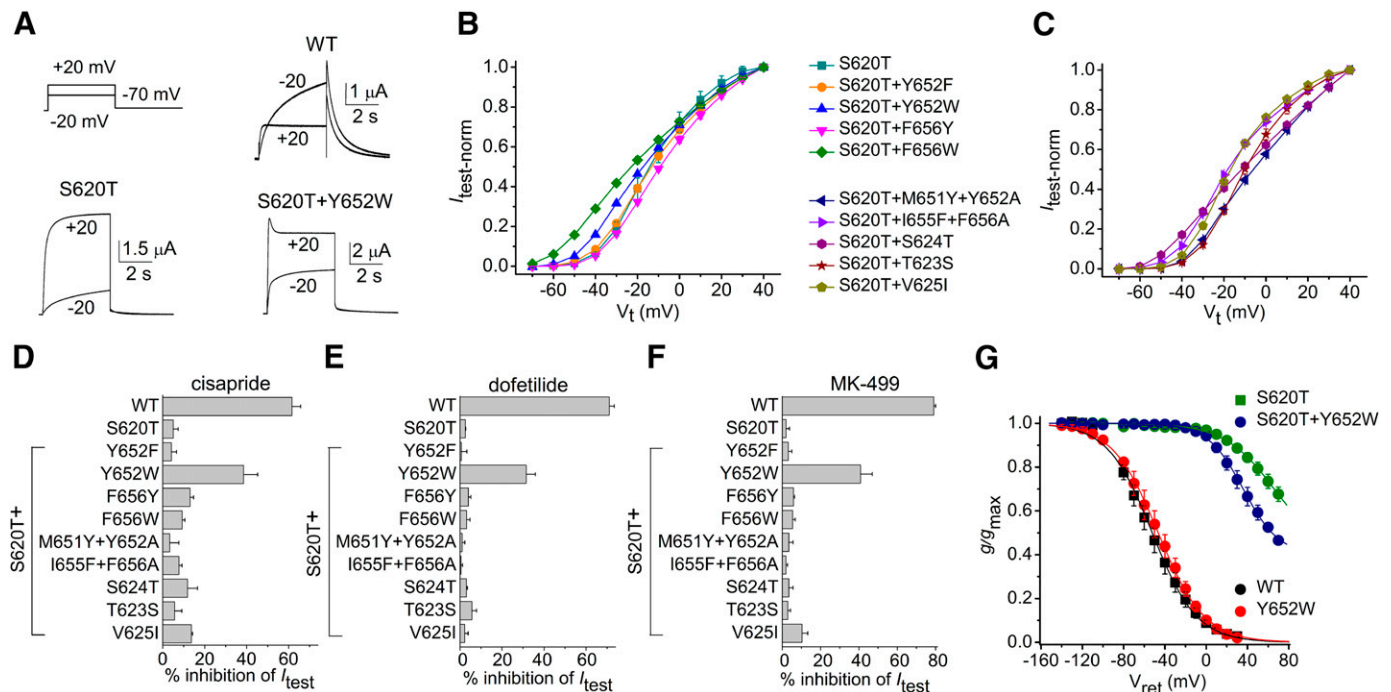 A
+20 mV
-70 mV
-20 mV
WT
-20
+20
1 μA
2 s
S620T
+20
-20
1.5 μA
2 s
S620T+Y652W
+20
-20
2 μA
2 s
B
I test-norm
1.0
0.8
0.6
0.4
0.2
0.0
-60 -40 -20 0 20 40
Vt (mV)
S620T
S620T+Y652F
S620T+Y652W
S620T+F656Y
S620T+F656W
S620T+M651Y+Y652A
S620T+I655F+F656A
S620T+S624T
S620T+T623S
S620T+V625I
C
Itest-norm
1.0
0.8
0.6
0.4
0.2
0.0
-60 -40 -20 0 20 40
Vt (mV)
D
cisapride
WT
S620T
Y652F
Y652W
F656Y
F656W
M651Y+Y652A
I655F+F656A
S624T
T623S
V625I
S620T+
0 20 40 60
% inhibition of Itest
E
dofetilide
WT
S620T
Y652F
Y652W
F656Y
F656W
M651Y+Y652A
I655F+F656A
S624T
T623S
V625I
S620T+
0 20 40 60
% inhibition of Itest
F
MK-499
WT
S620T
Y652F
Y652W
F656Y
F656W
M651Y+Y652A
I655F+F656A
S624T
T623S
V625I
S620T+
0 20 40 60 80
% inhibition of Itest
G
S620T
S620T+Y652W
g/gmax
1.0
0.8
0.6
0.4
0.2
0.0
WT
Y652W
-160 -120 -80 -40 0 40 80
Vret (mV)